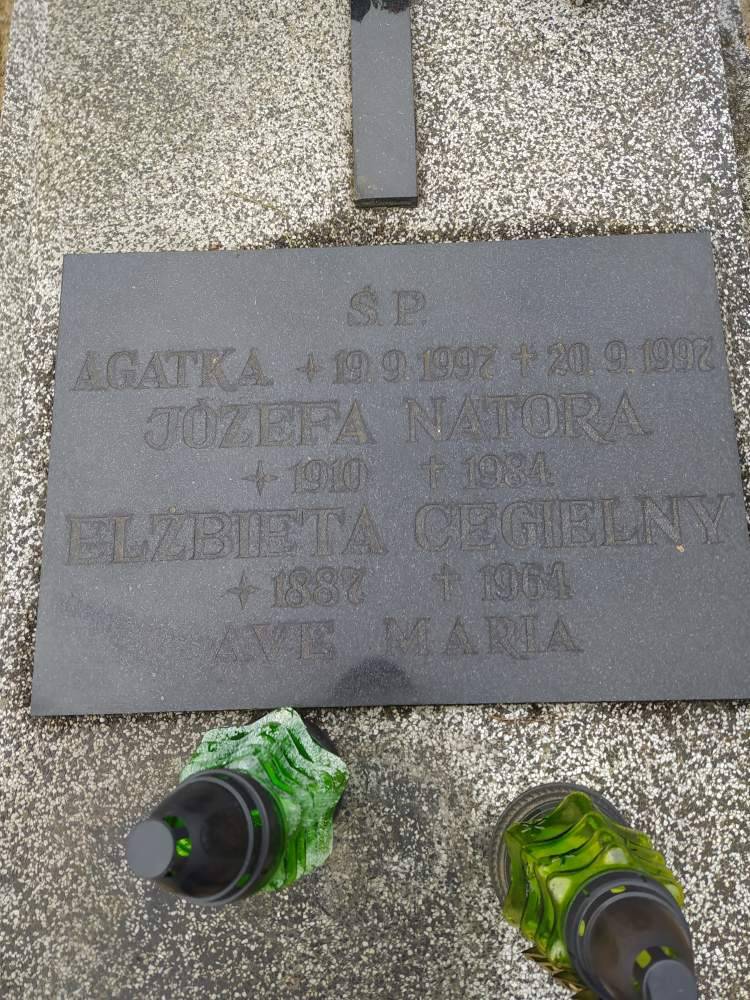 Ś.P.
AGATKA ✦ 19.9.1997 ✝ 20.9.1997
JÓZEFA NATORA
✦ 1910 ✝ 1984
ELŻBIETA CEGIELNY
✦ 1887 ✝ 1964
AVE MARIA